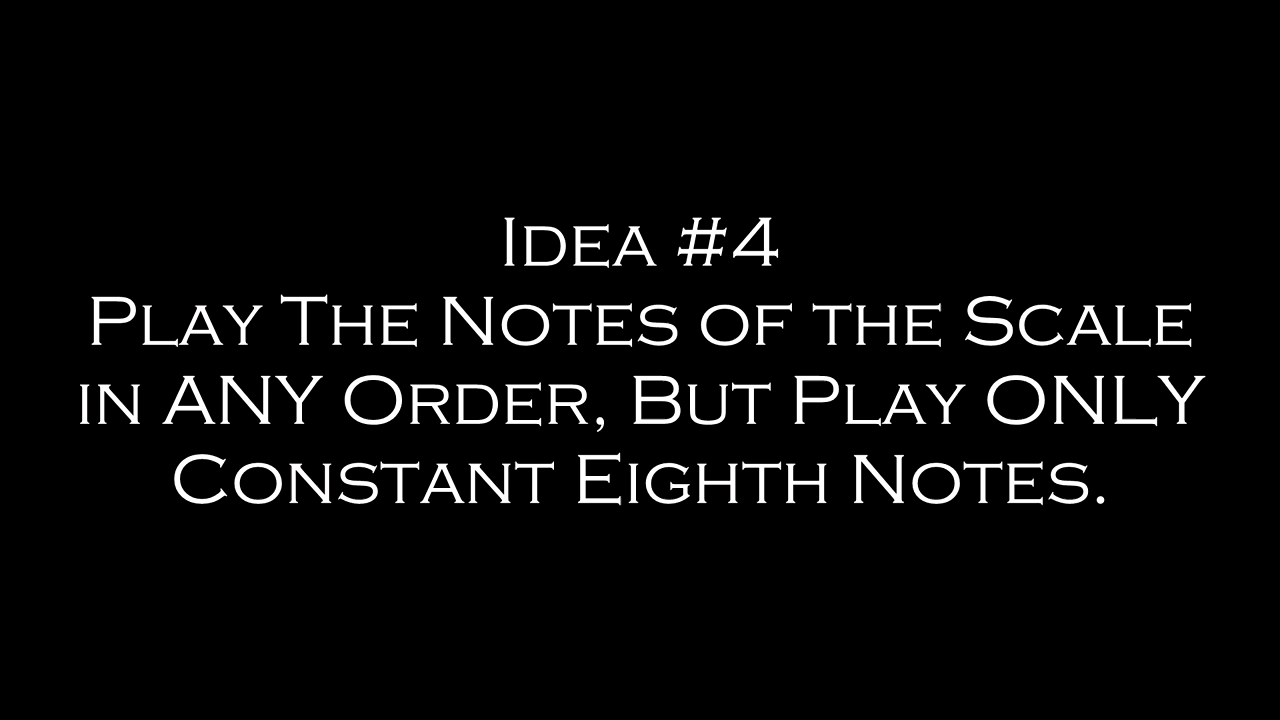 Idea #4
Play The Notes of the Scale
in ANY Order, But Play ONLY
Constant Eighth Notes.